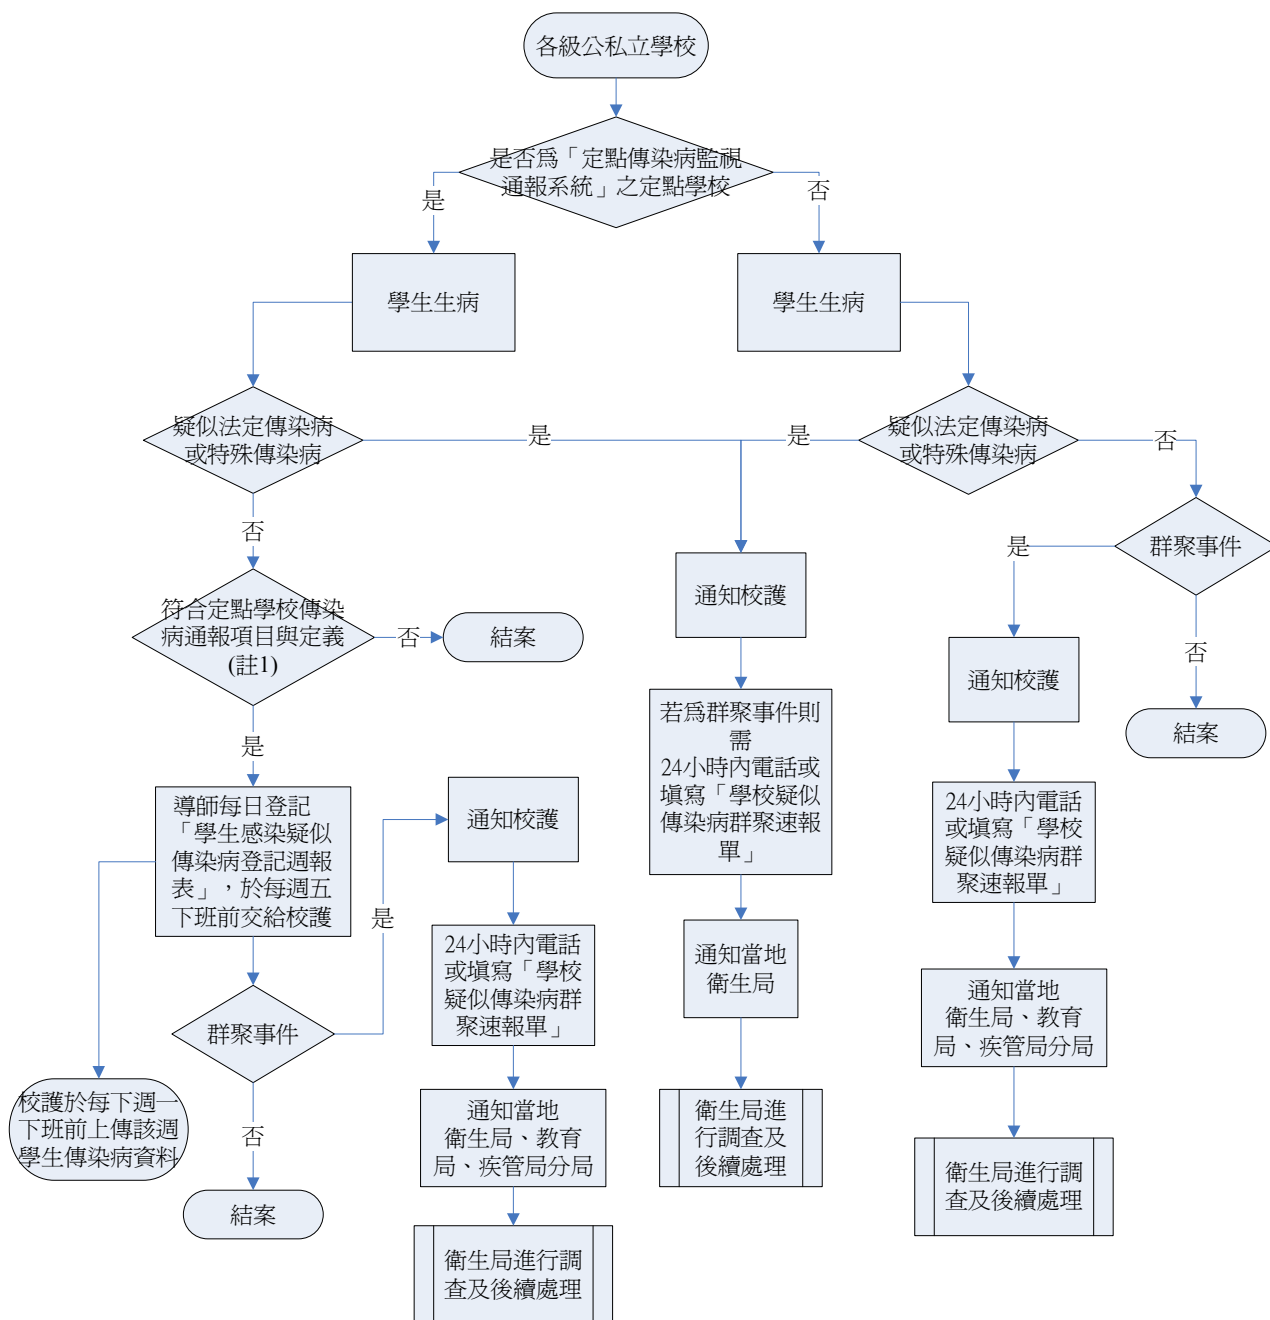 各級公私立學校
是否為「定點傳染病監視
通報系統」之定點學校
是
否
學生生病
學生生病
疑似法定傳染病
或特殊傳染病
是
是
疑似法定傳染病
或特殊傳染病
否
否
是
群聚事件
通知校護
符合定點學校傳染
病通報項目與定義
(註1)
否
結案
通知校護
否
結案
若為群聚事件則
需
24小時內電話或
填寫「學校疑似
傳染病群聚速報
單」
是
導師每日登記
「學生感染疑似
傳染病登記週報
表」，於每週五
下班前交給校護
通知校護
24小時內電話
或填寫「學校
疑似傳染病群
聚速報單」
是
24小時內電話
或填寫「學校
疑似傳染病群
聚速報單」
通知當地
衛生局
通知當地
衛生局、教育
局、疾管局分局
群聚事件
校護於每下週一
下班前上傳該週
學生傳染病資料
否
結案
通知當地
衛生局、教育
局、疾管局分局
衛生局進
行調查及
後續處理
衛生局進行調
查及後續處理
衛生局進行調
查及後續處理